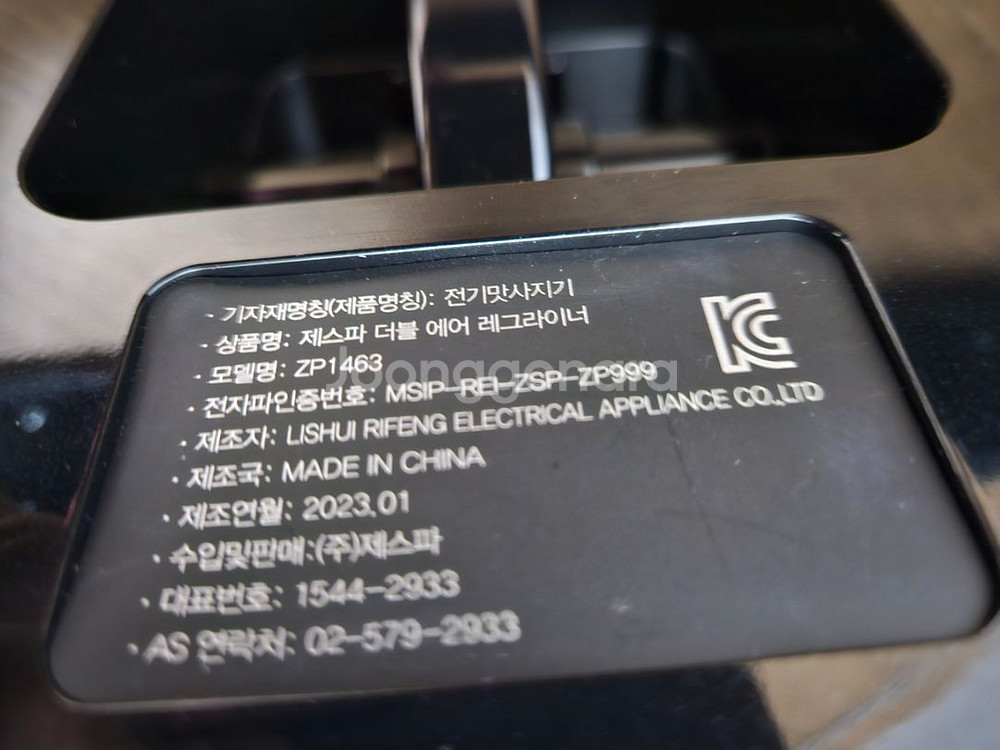 · 기자재명칭(제품명칭): 전기맛사지기
· 상품명: 제스파 더블 에어 레그라이너
· 모델명: ZP1463
· 전자파인증번호: MSIP-REI-ZSP-ZP999
· 제조자: LISHUI RIFENG ELECTRICAL APPLIANCE CO.,LTD
· 제조국: MADE IN CHINA
· 제조연월: 2023.01
· 수입및판매:(주)제스파
· 대표번호: 1544-2933
· AS 연락처: 02-579-2933